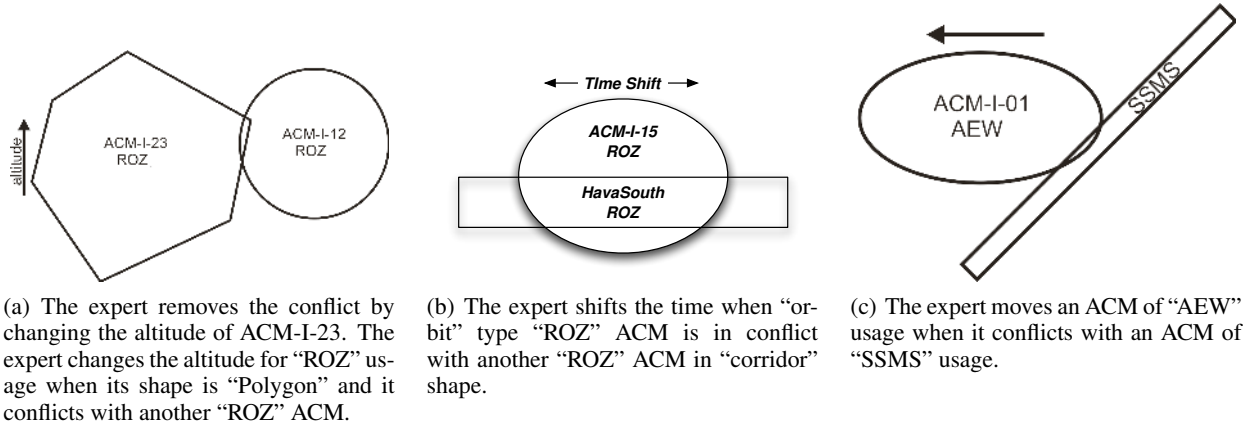 altitude
ACM-I-23
ROZ
ACM-I-12
ROZ
TIme Shift
ACM-I-15
ROZ
HavaSouth
ROZ
ACM-I-01
AEW
SSMS
(a) The expert removes the conflict by
changing the altitude of ACM-I-23. The
expert changes the altitude for “ROZ” us-
age when its shape is “Polygon” and it
conflicts with another “ROZ” ACM.
(b) The expert shifts the time when “or-
bit” type “ROZ” ACM is in conflict
with another “ROZ” ACM in “corridor”
shape.
(c) The expert moves an ACM of “AEW”
usage when it conflicts with an ACM of
“SSMS” usage.